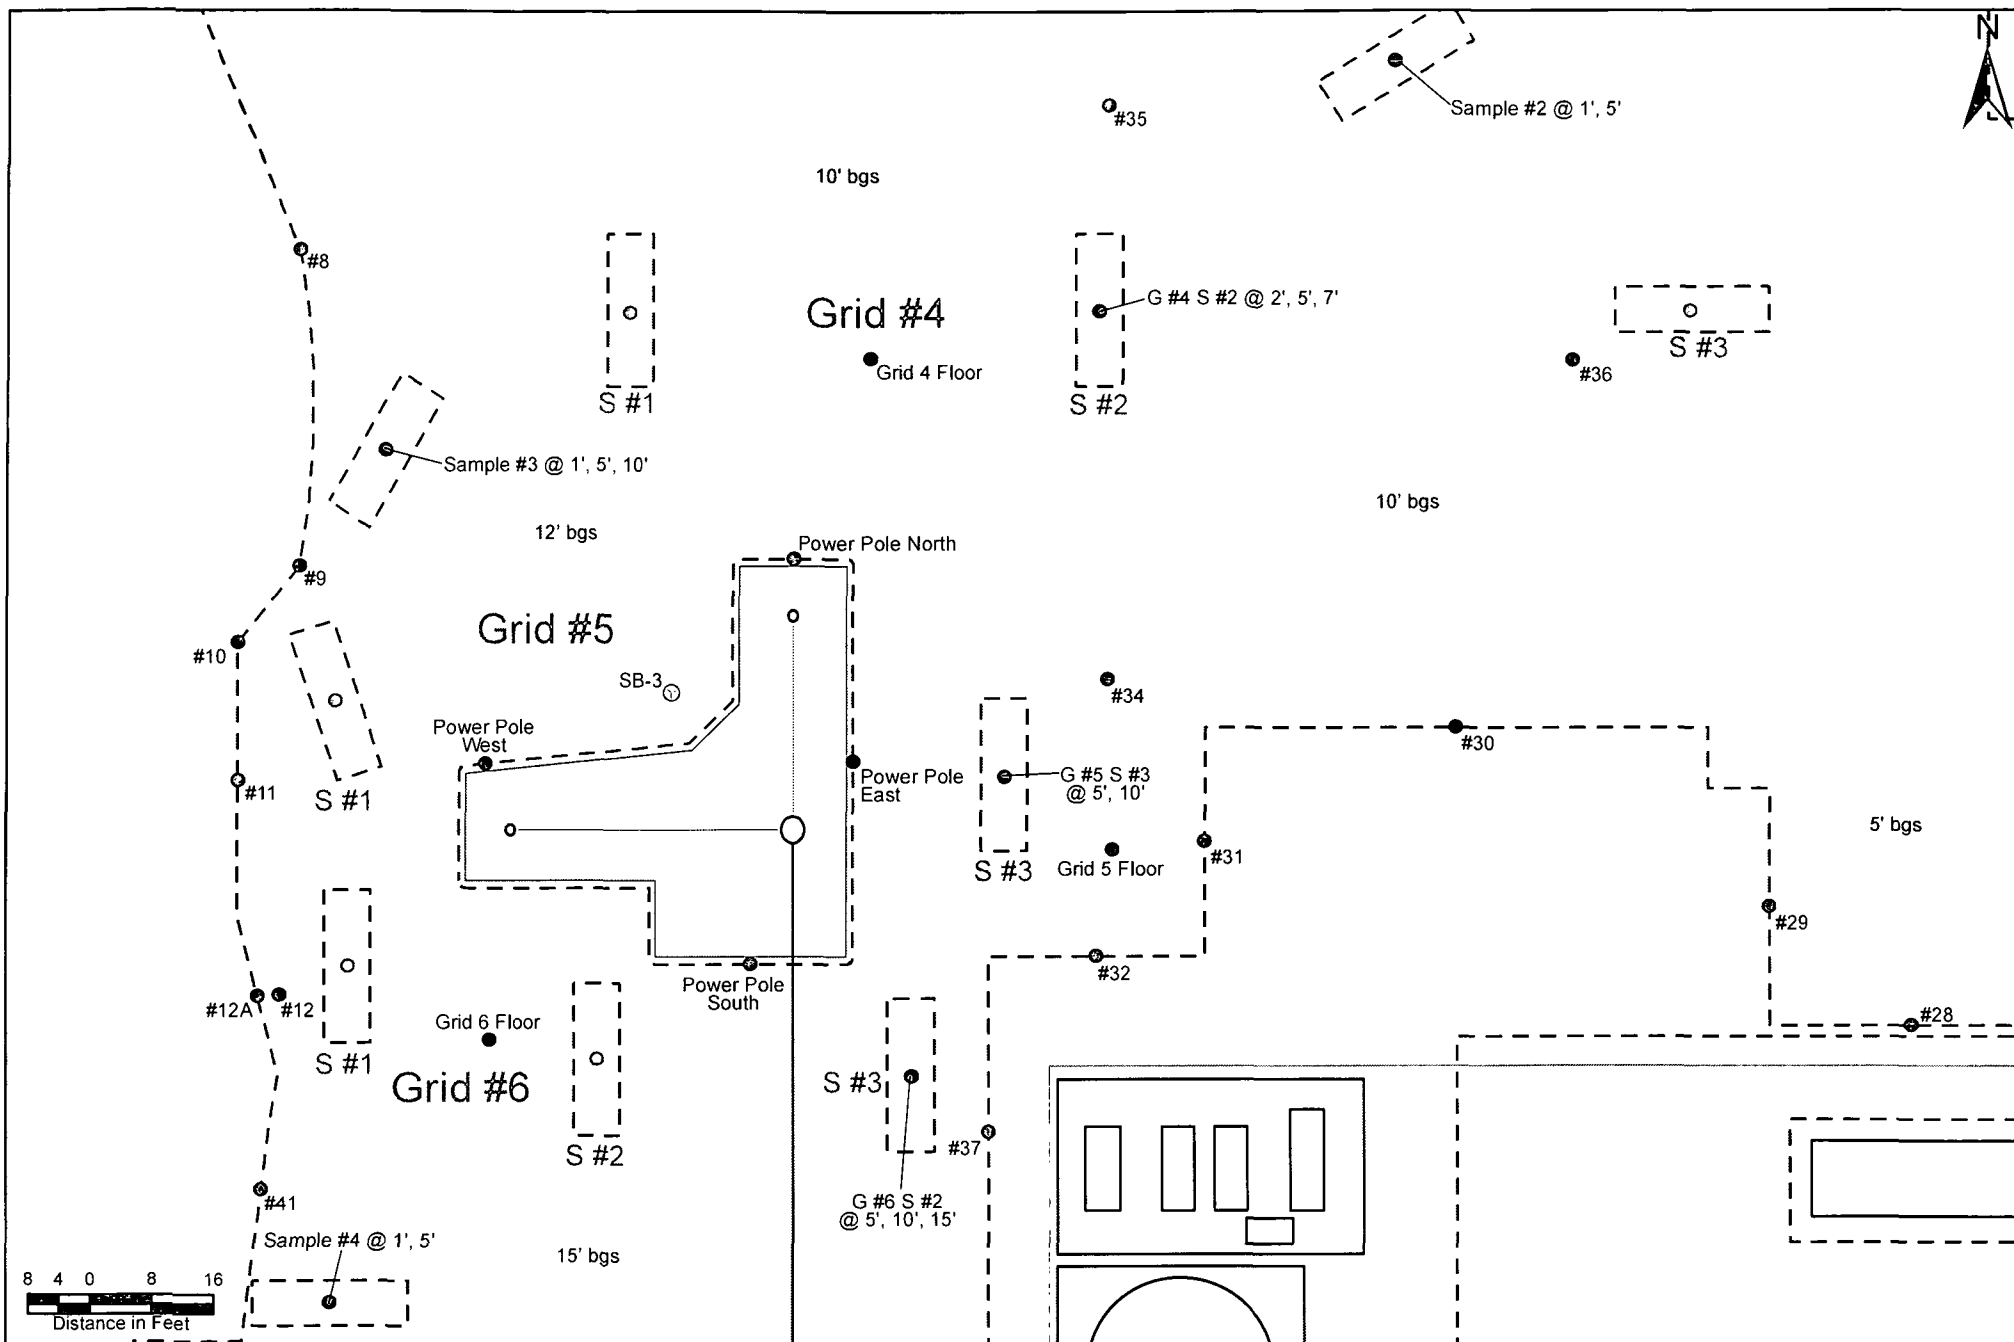 N
Sample #2 @ 1', 5'
#35
10' bgs
#8
G #4 S #2 @ 2', 5', 7'
Grid #4
Grid 4 Floor
S #3
#36
S #1
S #2
Sample #3 @ 1', 5', 10'
10' bgs
12' bgs
Power Pole North
#9
Grid #5
#10
SB-3
#34
Power Pole
West
#30
Power Pole
East
G #5 S #3
@ 5', 10'
#11
S #1
5' bgs
#31
S #3
Grid 5 Floor
#29
#32
Power Pole
South
#12A
#12
Grid 6 Floor
#28
S #1
Grid #6
S #3
S #2
#37
#41
G #6 S #2
@ 5', 10', 15'
Sample #4 @ 1', 5'
15' bgs
8 4 0 8 16
Distance in Feet